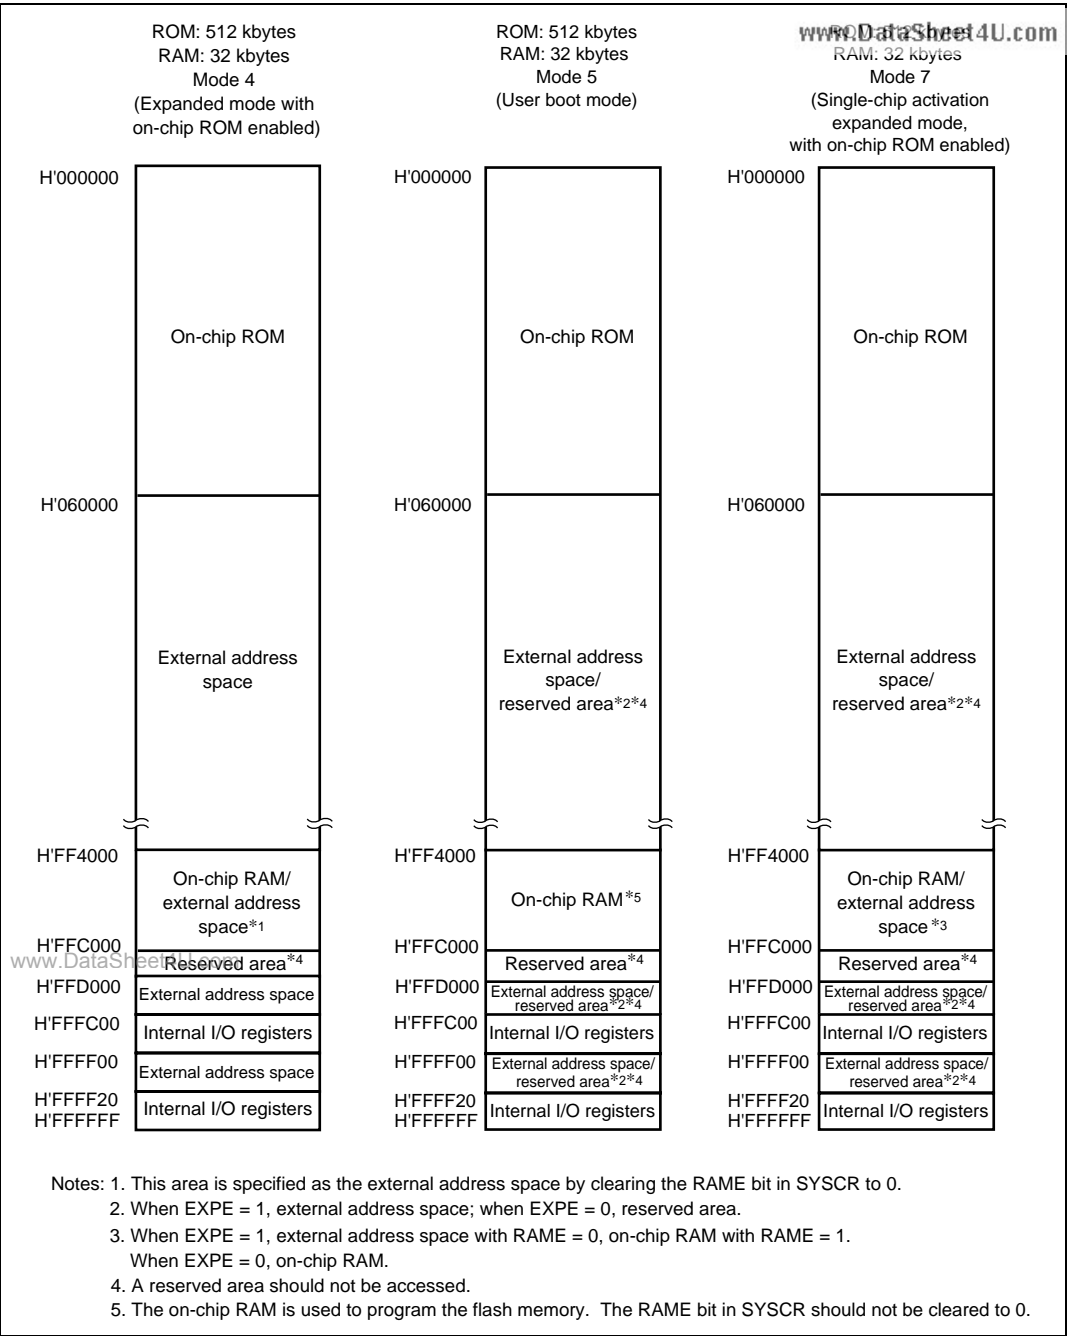 ROM: 512 kbytes
RAM: 32 kbytes
Mode 4
(Expanded mode with
on-chip ROM enabled)
ROM: 512 kbytes
RAM: 32 kbytes
Mode 5
(User boot mode)
www.DataSheet4U.com
RAM: 32 kbytes
Mode 7
(Single-chip activation
expanded mode,
with on-chip ROM enabled)
H'000000
On-chip ROM
H'060000
External address
space
H'FF4000
On-chip RAM/
external address
space*1
H'FFC000
Reserved area*4
H'FFD000
External address space
H'FFFC00
Internal I/O registers
H'FFFF00
External address space
H'FFFF20
Internal I/O registers
H'FFFFFF
H'000000
On-chip ROM
H'060000
External address
space/
reserved area*2*4
H'FF4000
On-chip RAM*5
H'FFC000
Reserved area*4
H'FFD000
External address space/
reserved area*2*4
H'FFFC00
Internal I/O registers
H'FFFF00
External address space/
reserved area*2*4
H'FFFF20
Internal I/O registers
H'FFFFFF
H'000000
On-chip ROM
H'060000
External address
space/
reserved area*2*4
H'FF4000
On-chip RAM/
external address
space*3
H'FFC000
Reserved area*4
H'FFD000
External address space/
reserved area*2*4
H'FFFC00
Internal I/O registers
H'FFFF00
External address space/
reserved area*2*4
H'FFFF20
Internal I/O registers
H'FFFFFF
www.DataSheet4U.com
Notes: 1. This area is specified as the external address space by clearing the RAME bit in SYSCR to 0.
2. When EXPE = 1, external address space; when EXPE = 0, reserved area.
3. When EXPE = 1, external address space with RAME = 0, on-chip RAM with RAME = 1.
When EXPE = 0, on-chip RAM.
4. A reserved area should not be accessed.
5. The on-chip RAM is used to program the flash memory. The RAME bit in SYSCR should not be cleared to 0.